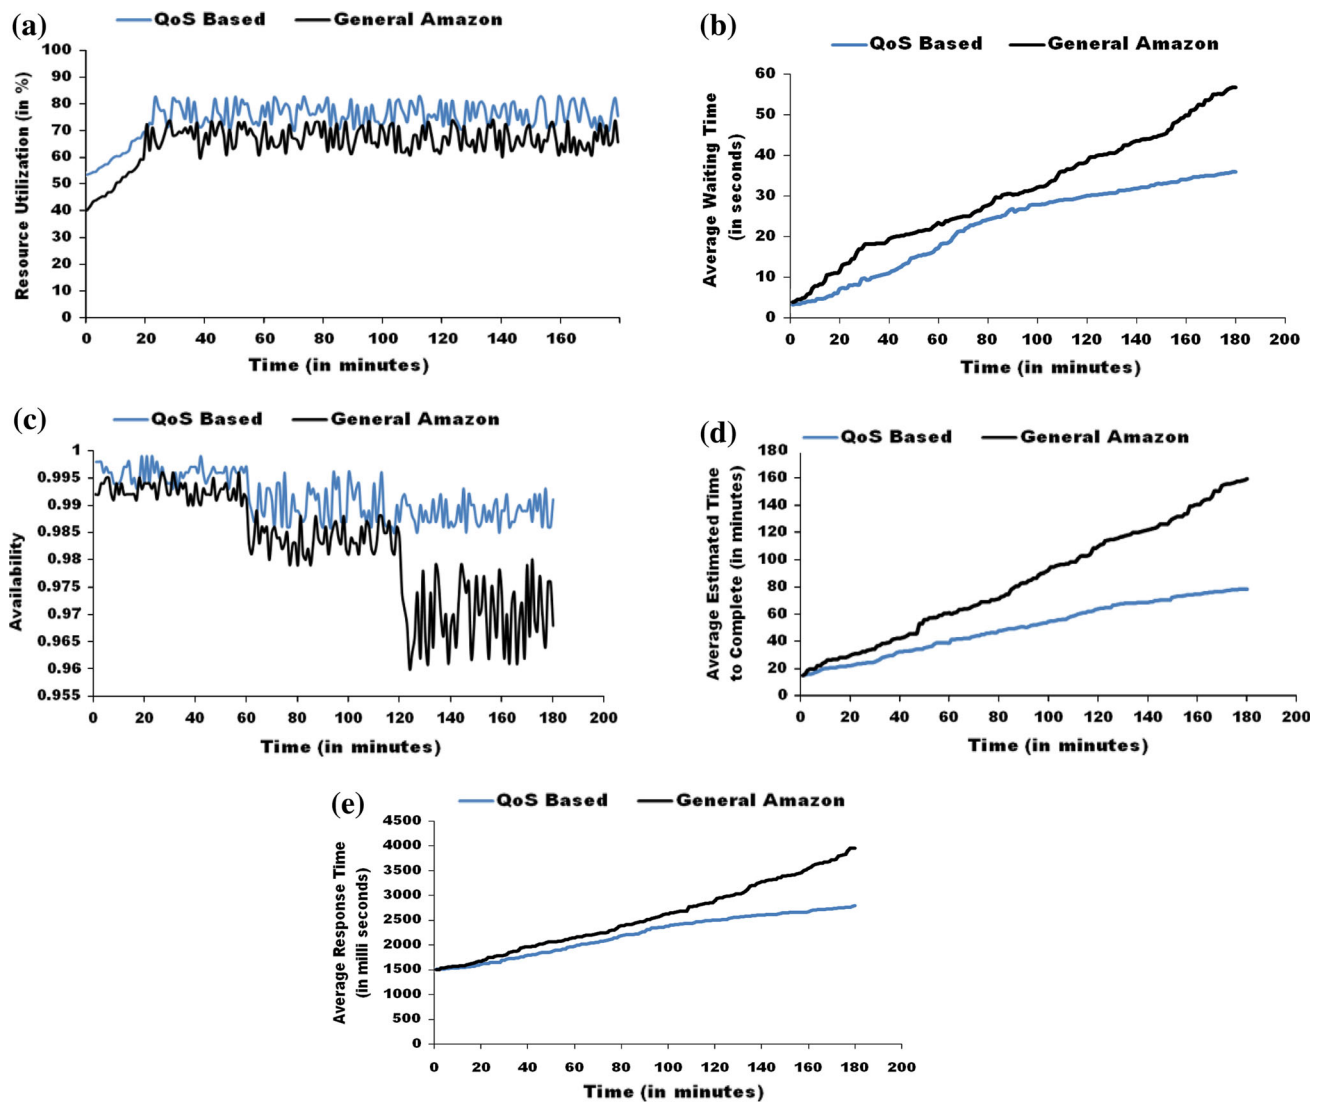 (a)
QoS Based General Amazon
Resource Utilization (in %)
100
90
80
70
60
50
40
30
20
10
0
0 20 40 60 80 100 120 140 160
Time (in minutes)
(b)
QoS Based General Amazon
Average Waiting Time
(in seconds)
60
50
40
30
20
10
0
0 20 40 60 80 100 120 140 160 180 200
Time (in minutes)
(c)
QoS Based General Amazon
Availability
1
0.995
0.99
0.985
0.98
0.975
0.97
0.965
0.96
0.955
0 20 40 60 80 100 120 140 160 180 200
Time (in minutes)
(d)
QoS Based General Amazon
Average Estimated Time
to Complete (in minutes)
180
160
140
120
100
80
60
40
20
0
0 20 40 60 80 100 120 140 160 180 200
Time (in minutes)
(e)
QoS Based General Amazon
Average Response Time
(in milli seconds)
4500
4000
3500
3000
2500
2000
1500
1000
500
0
0 20 40 60 80 100 120 140 160 180 200
Time (in minutes)